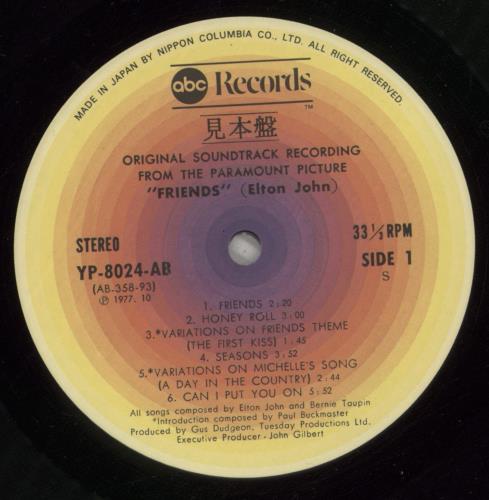 MADE IN JAPAN BY NIPPON COLUMBIA CO., LTD. ALL RIGHT RESERVED.
abc Records
TM
見本盤
ORIGINAL SOUNDTRACK RECORDING
FROM THE PARAMOUNT PICTURE
"FRIENDS" (Elton John)
STEREO
33 1/3 RPM
YP-8024-AB
SIDE 1
(AB-358-93)
S
Ⓟ 1977. 10
1. FRIENDS 2:20
2. HONEY ROLL 3:00
3.*VARIATIONS ON FRIENDS THEME
(THE FIRST KISS) 1:45
4. SEASONS 3:52
5.*VARIATIONS ON MICHELLE'S SONG
(A DAY IN THE COUNTRY) 2:44
6. CAN I PUT YOU ON 5:52
All songs composed by Elton John and Bernie Taupin
*Introduction composed by Paul Buckmaster
Produced by Gus Dudgeon, Tuesday Productions Ltd.
Executive Producer - John Gilbert